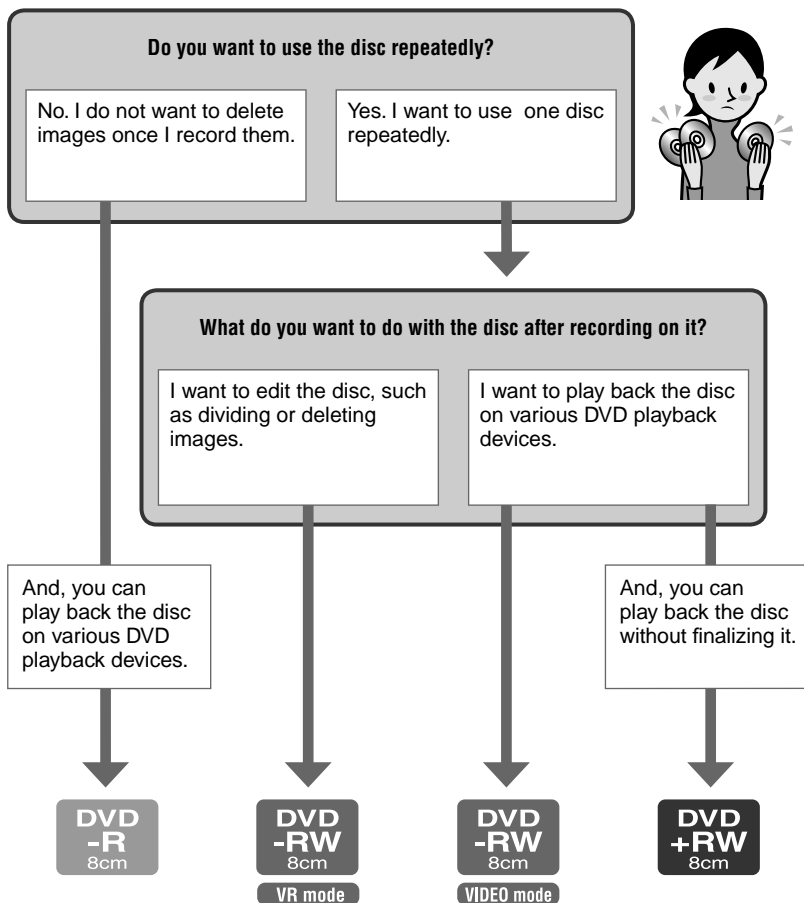 Do you want to use the disc repeatedly?
No. I do not want to delete
images once I record them.
Yes. I want to use one disc
repeatedly.
What do you want to do with the disc after recording on it?
I want to edit the disc, such
as dividing or deleting
images.
I want to play back the disc
on various DVD playback
devices.
And, you can
play back the disc
on various DVD
playback devices.
And, you can
play back the disc
without finalizing it.
DVD
-R
8cm
DVD
-RW
8cm
VR mode
DVD
-RW
8cm
VIDEO mode
DVD
+RW
8cm